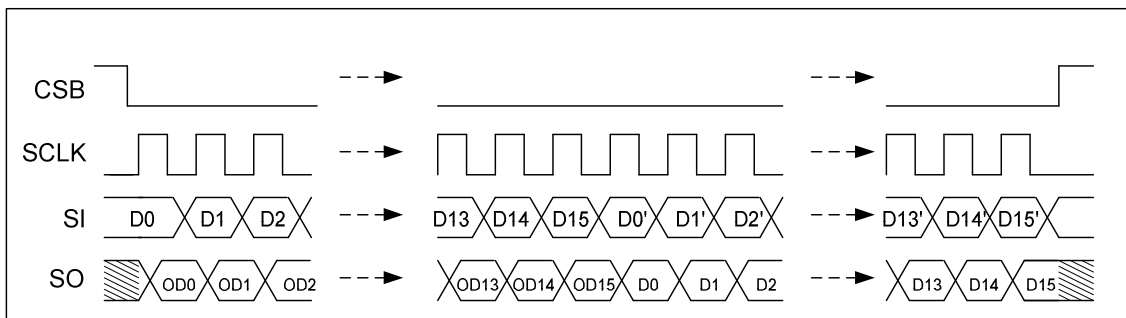 CSB
SCLK
SI D0 D1 D2 D13 D14 D15 D0' D1' D2' D13' D14' D15'
SO OD0 OD1 OD2 OD13 OD14 OD15 D0 D1 D2 D13 D14 D15